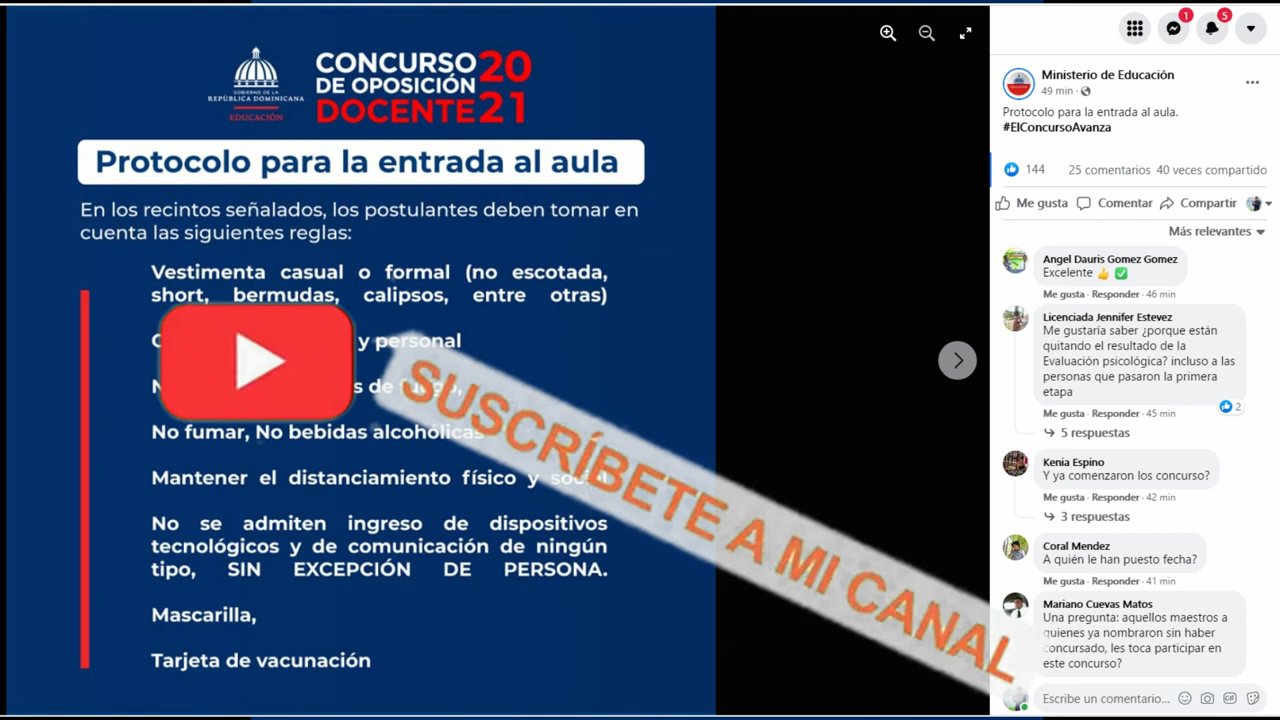 GOBIERNO DE LA
REPÚBLICA DOMINICANA
EDUCACIÓN
CONCURSO
DE OPOSICIÓN
DOCENTE
20
21
Protocolo para la entrada al aula
En los recintos señalados, los postulantes deben tomar en
cuenta las siguientes reglas:
Vestimenta casual o formal (no escotada,
short, bermudas, calipsos, entre otras)
y personal
No fumar, No bebidas alcohólicas
Mantener el distanciamiento físico y social
No se admiten ingreso de dispositivos
tecnológicos y de comunicación de ningún
tipo, SIN EXCEPCIÓN DE PERSONA.
Mascarilla,
Tarjeta de vacunación
SUSCRÍBETE A MI CANAL
1
5
Ministerio de Educación
49 min
Protocolo para la entrada al aula.
#ElConcursoAvanza
144 25 comentarios 40 veces compartido
Me gusta Comentar Compartir
Más relevantes
Angel Dauris Gomez Gomez
Excelente 👍 ✅
Me gusta · Responder · 46 min
Licenciada Jennifer Estevez
Me gustaría saber ¿porque están
quitando el resultado de la
Evaluación psicológica? incluso a las
personas que pasaron la primera
etapa
2
Me gusta · Responder · 45 min
5 respuestas
Kenia Espino
Y ya comenzaron los concurso?
Me gusta · Responder · 42 min
3 respuestas
Coral Mendez
A quién le han puesto fecha?
Me gusta · Responder · 41 min
Mariano Cuevas Matos
Una pregunta: aquellos maestros a
quienes ya nombraron sin haber
concursado, les toca participar en
este concurso?
Escribe un comentario...
GIF